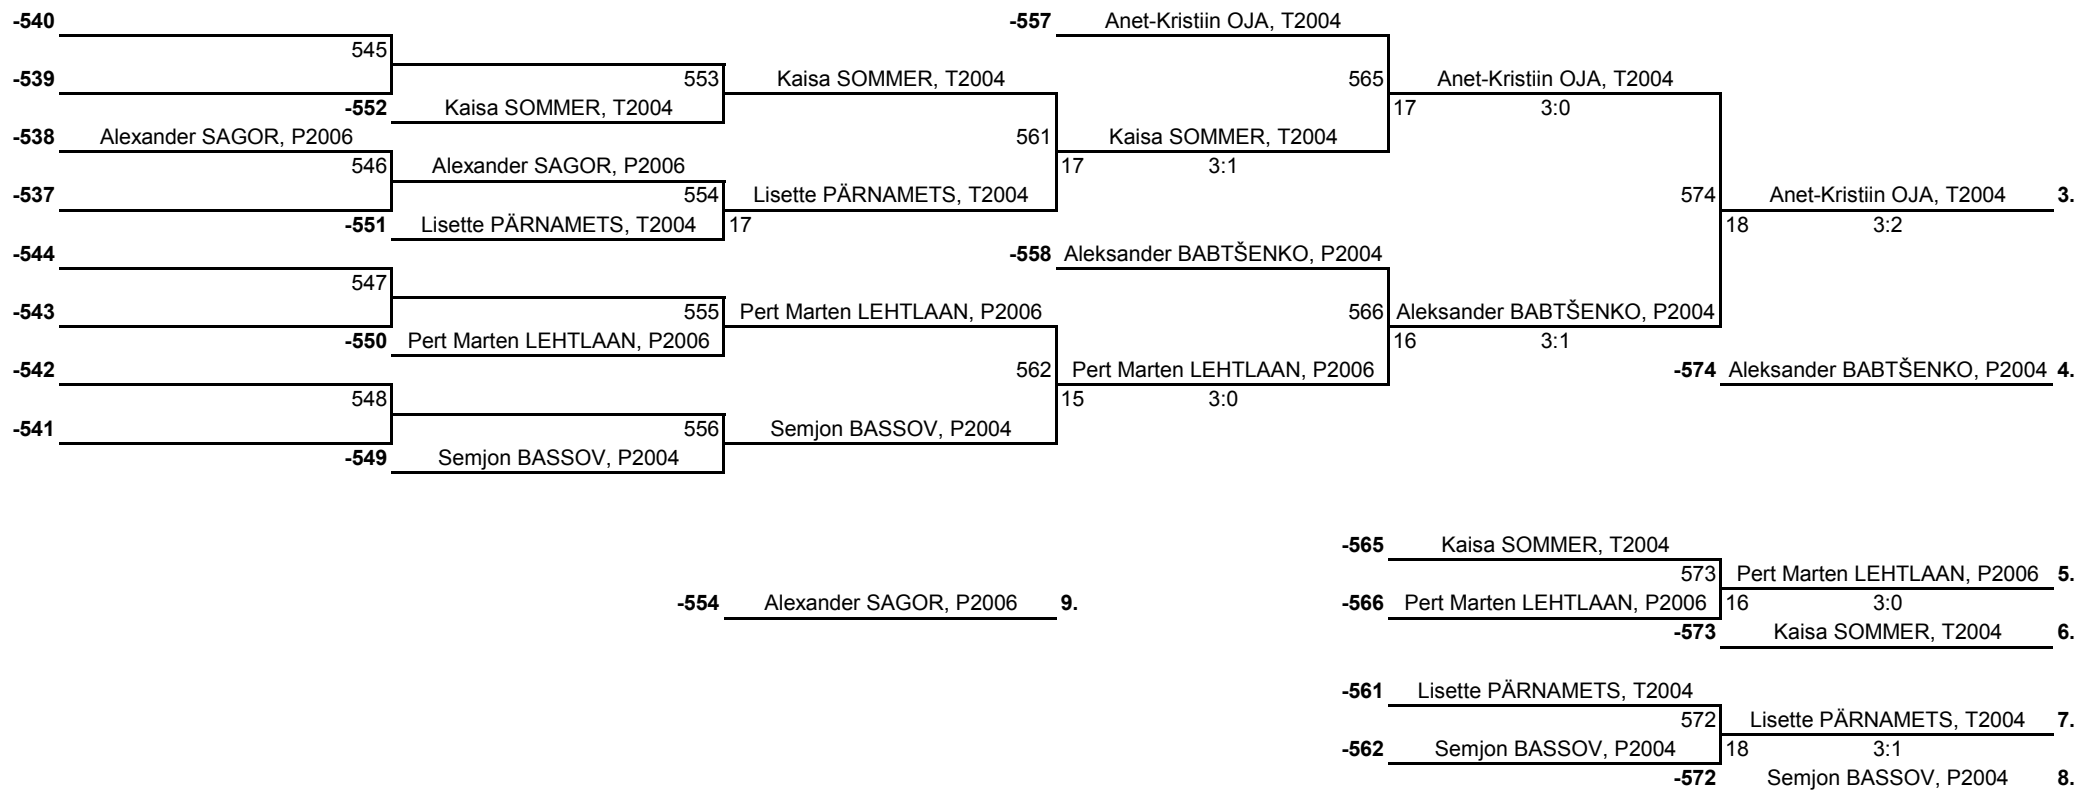 -540
-557 Anet-Kristiin OJA, T2004
545
-539 553 Kaisa SOMMER, T2004 565 Anet-Kristiin OJA, T2004
-552 Kaisa SOMMER, T2004 17 3:0
-538 Alexander SAGOR, P2006 561 Kaisa SOMMER, T2004
546 Alexander SAGOR, P2006 17 3:1
-537 554 Lisette PÄRNAMETS, T2004 574 Anet-Kristiin OJA, T2004 3.
-551 Lisette PÄRNAMETS, T2004 17 18 3:2
-544 -558 Aleksander BABTŠENKO, P2004
547
-543 555 Pert Marten LEHTLAAN, P2006 566 Aleksander BABTŠENKO, P2004
-550 Pert Marten LEHTLAAN, P2006 16 3:1
-542 562 Pert Marten LEHTLAAN, P2006 -574 Aleksander BABTŠENKO, P2004 4.
548 15 3:0
-541 556 Semjon BASSOV, P2004
-549 Semjon BASSOV, P2004
-565 Kaisa SOMMER, T2004
573 Pert Marten LEHTLAAN, P2006 5.
-554 Alexander SAGOR, P2006 9. -566 Pert Marten LEHTLAAN, P2006 16 3:0
-573 Kaisa SOMMER, T2004 6.
-561 Lisette PÄRNAMETS, T2004
572 Lisette PÄRNAMETS, T2004 7.
-562 Semjon BASSOV, P2004 18 3:1
-572 Semjon BASSOV, P2004 8.